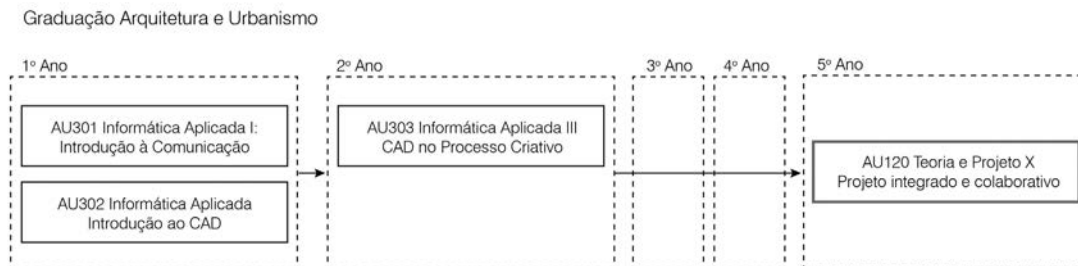 Graduação Arquitetura e Urbanismo
1º Ano
2º Ano
3º Ano
4º Ano
5º Ano
AU301 Informática Aplicada I:
Introdução à Comunicação
AU302 Informática Aplicada
Introdução ao CAD
AU303 Informática Aplicada III
CAD no Processo Criativo
AU120 Teoria e Projeto X
Projeto integrado e colaborativo